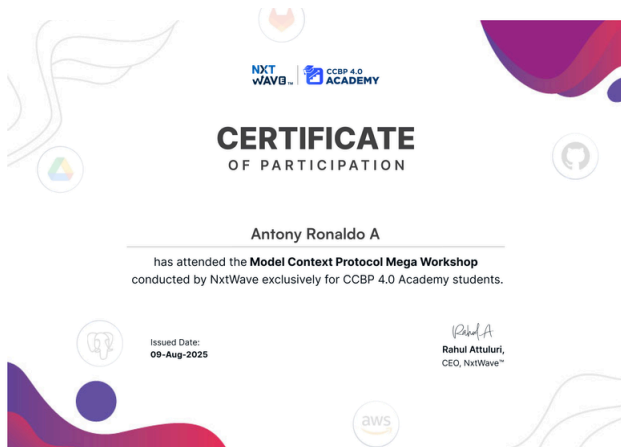 NXT
WAVE™
CCBP 4.0
ACADEMY
CERTIFICATE
OF PARTICIPATION
Antony Ronaldo A
has attended the Model Context Protocol Mega Workshop
conducted by NxtWave exclusively for CCBP 4.0 Academy students.
Issued Date:
09-Aug-2025
Rahul A
Rahul Attuluri,
CEO, NxtWave™
aws